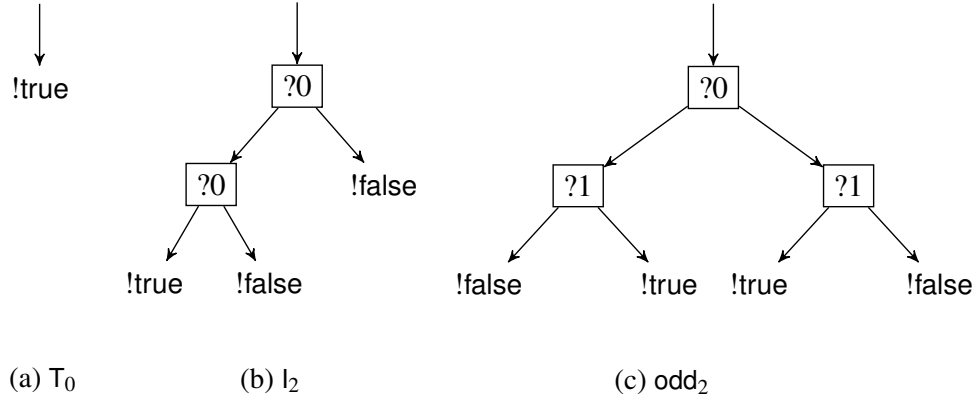 !true
?0
?0
!false
!true !false
?0
?1 ?1
!false !true !true !false
(a) T0
(b) I2
(c) odd2